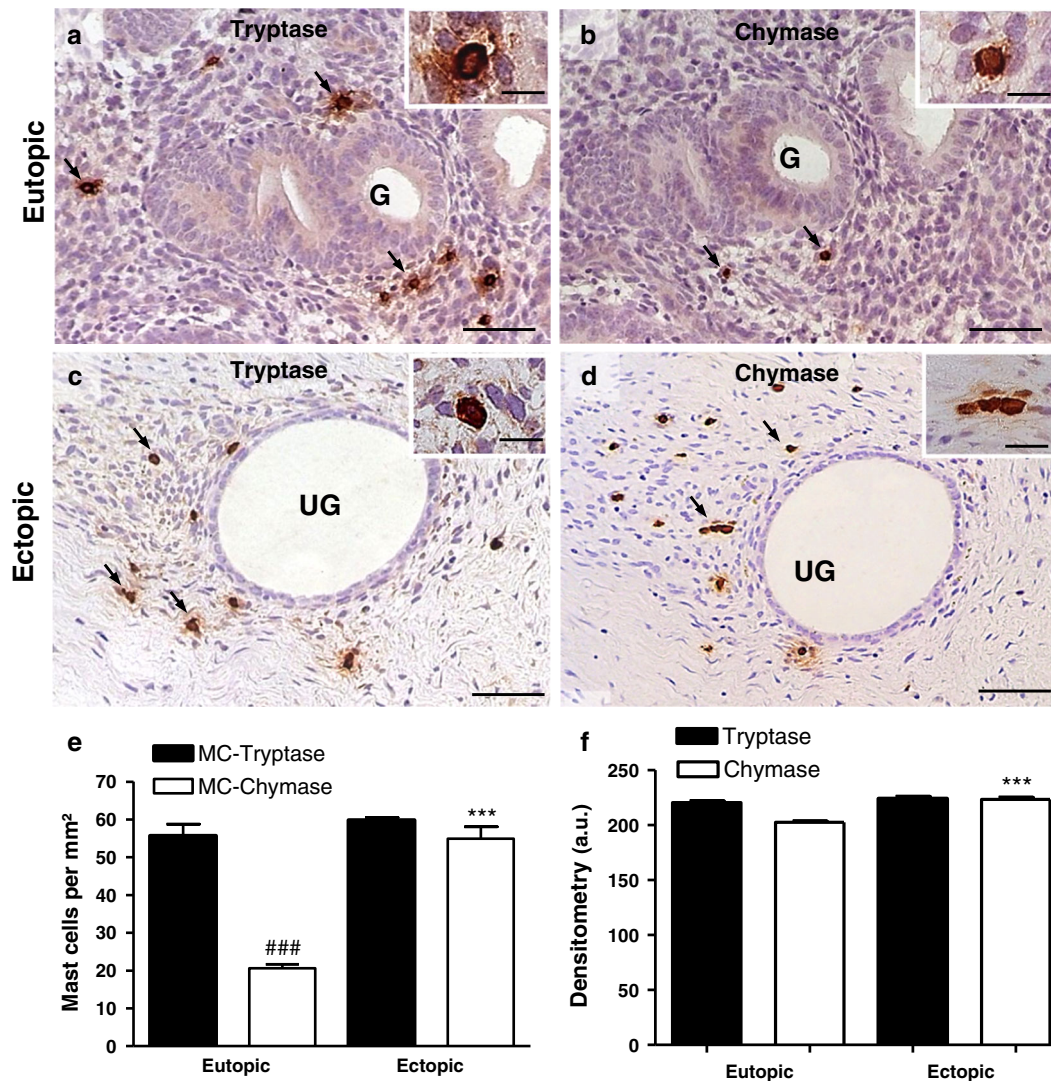 a Tryptase
b Chymase
Eutopic
G
G
c Tryptase
d Chymase
Ectopic
UG
UG
e
MC-Tryptase
MC-Chymase
Mast cells per mm²
70
60
50
40
30
20
10
0
###
***
Eutopic Ectopic
f
Tryptase
Chymase
Densitometry (a.u.)
250
200
150
100
50
0
***
Eutopic Ectopic